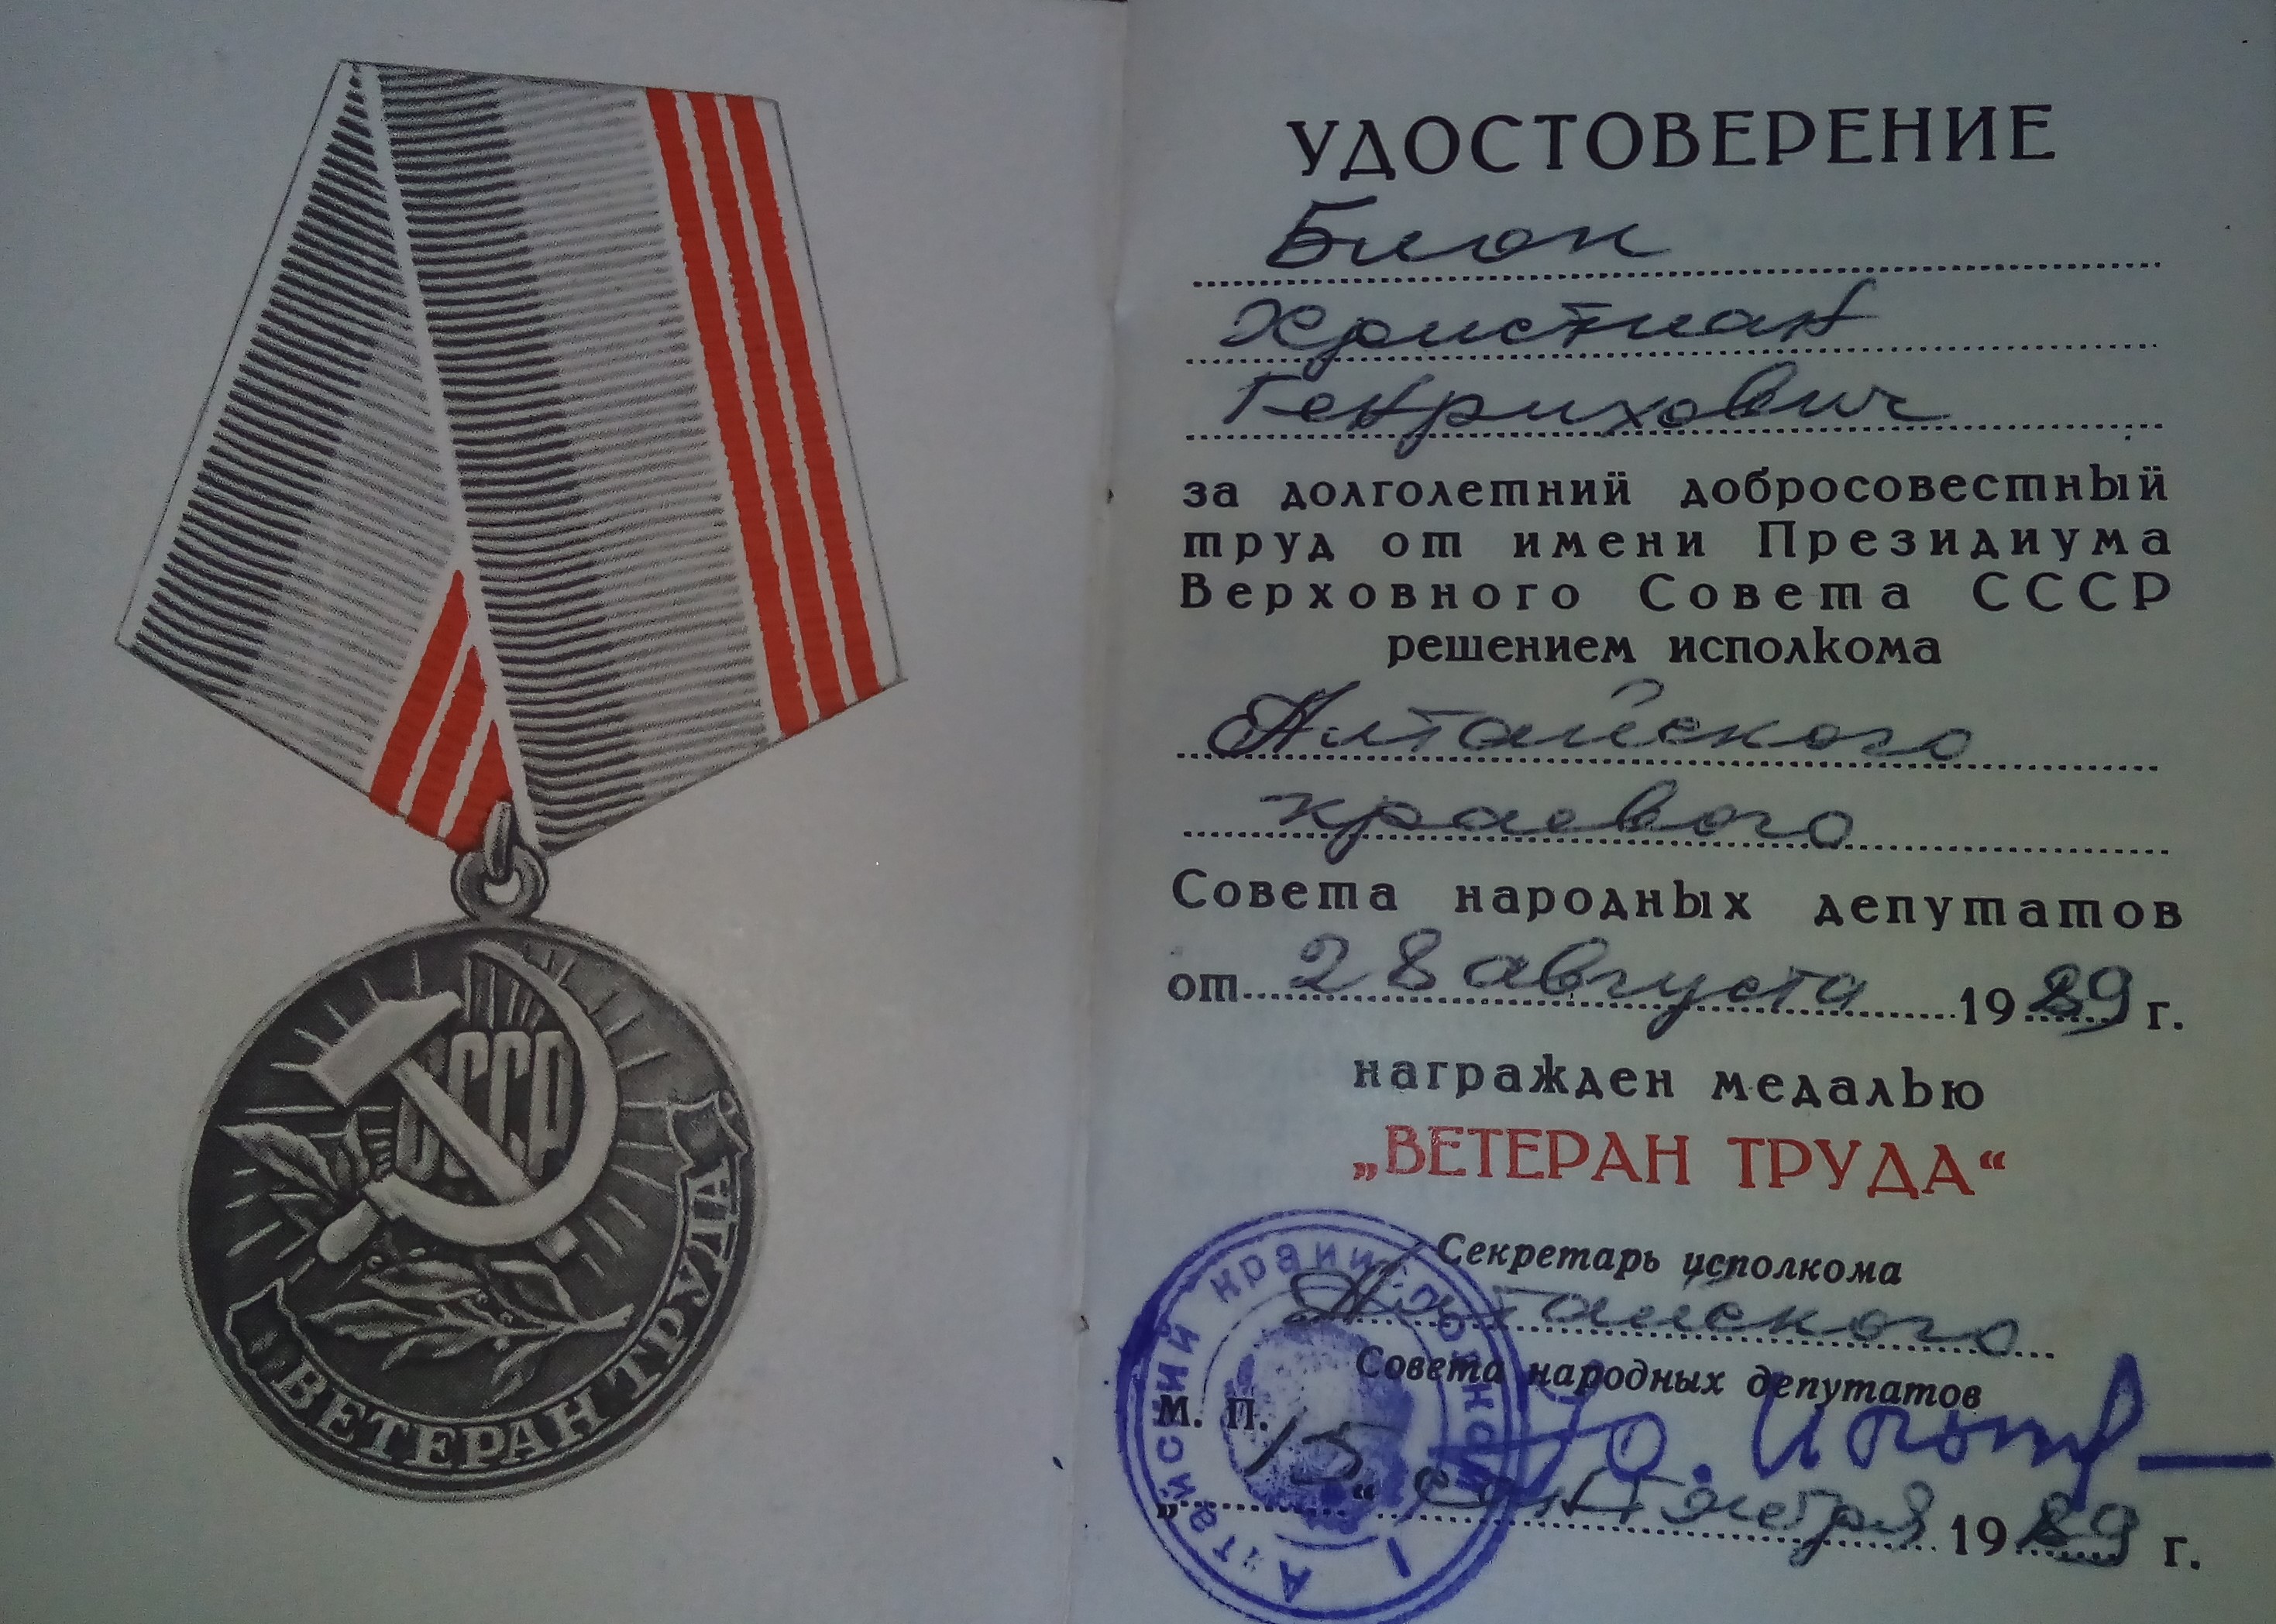 СССР
ВЕТЕРАН ТРУДА
УДОСТОВЕРЕНИЕ
Христиан
Генрихович
за долголетний добросовестный
труд от имени Президиума
Верховного Совета СССР
решением исполкома
Алтайского
краевого
Совета народных депутатов
от 28 августа 1989 г.
награжден медалью
„ВЕТЕРАН ТРУДА“
Секретарь исполкома
Алтайского
Совета народных депутатов
М. П.
„15“ сентября 1989 г.